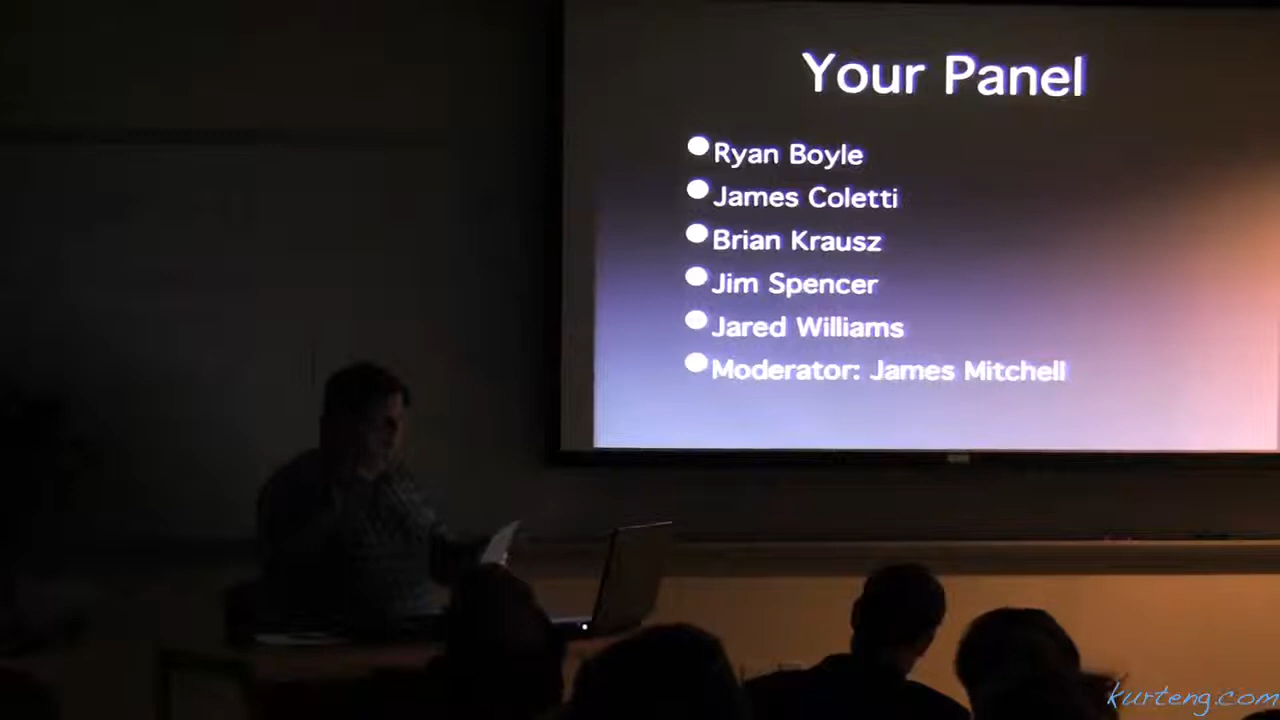 Your Panel
Ryan Boyle
James Coletti
Brian Krausz
Jim Spencer
Jared Williams
Moderator: James Mitchell
kurteng.com